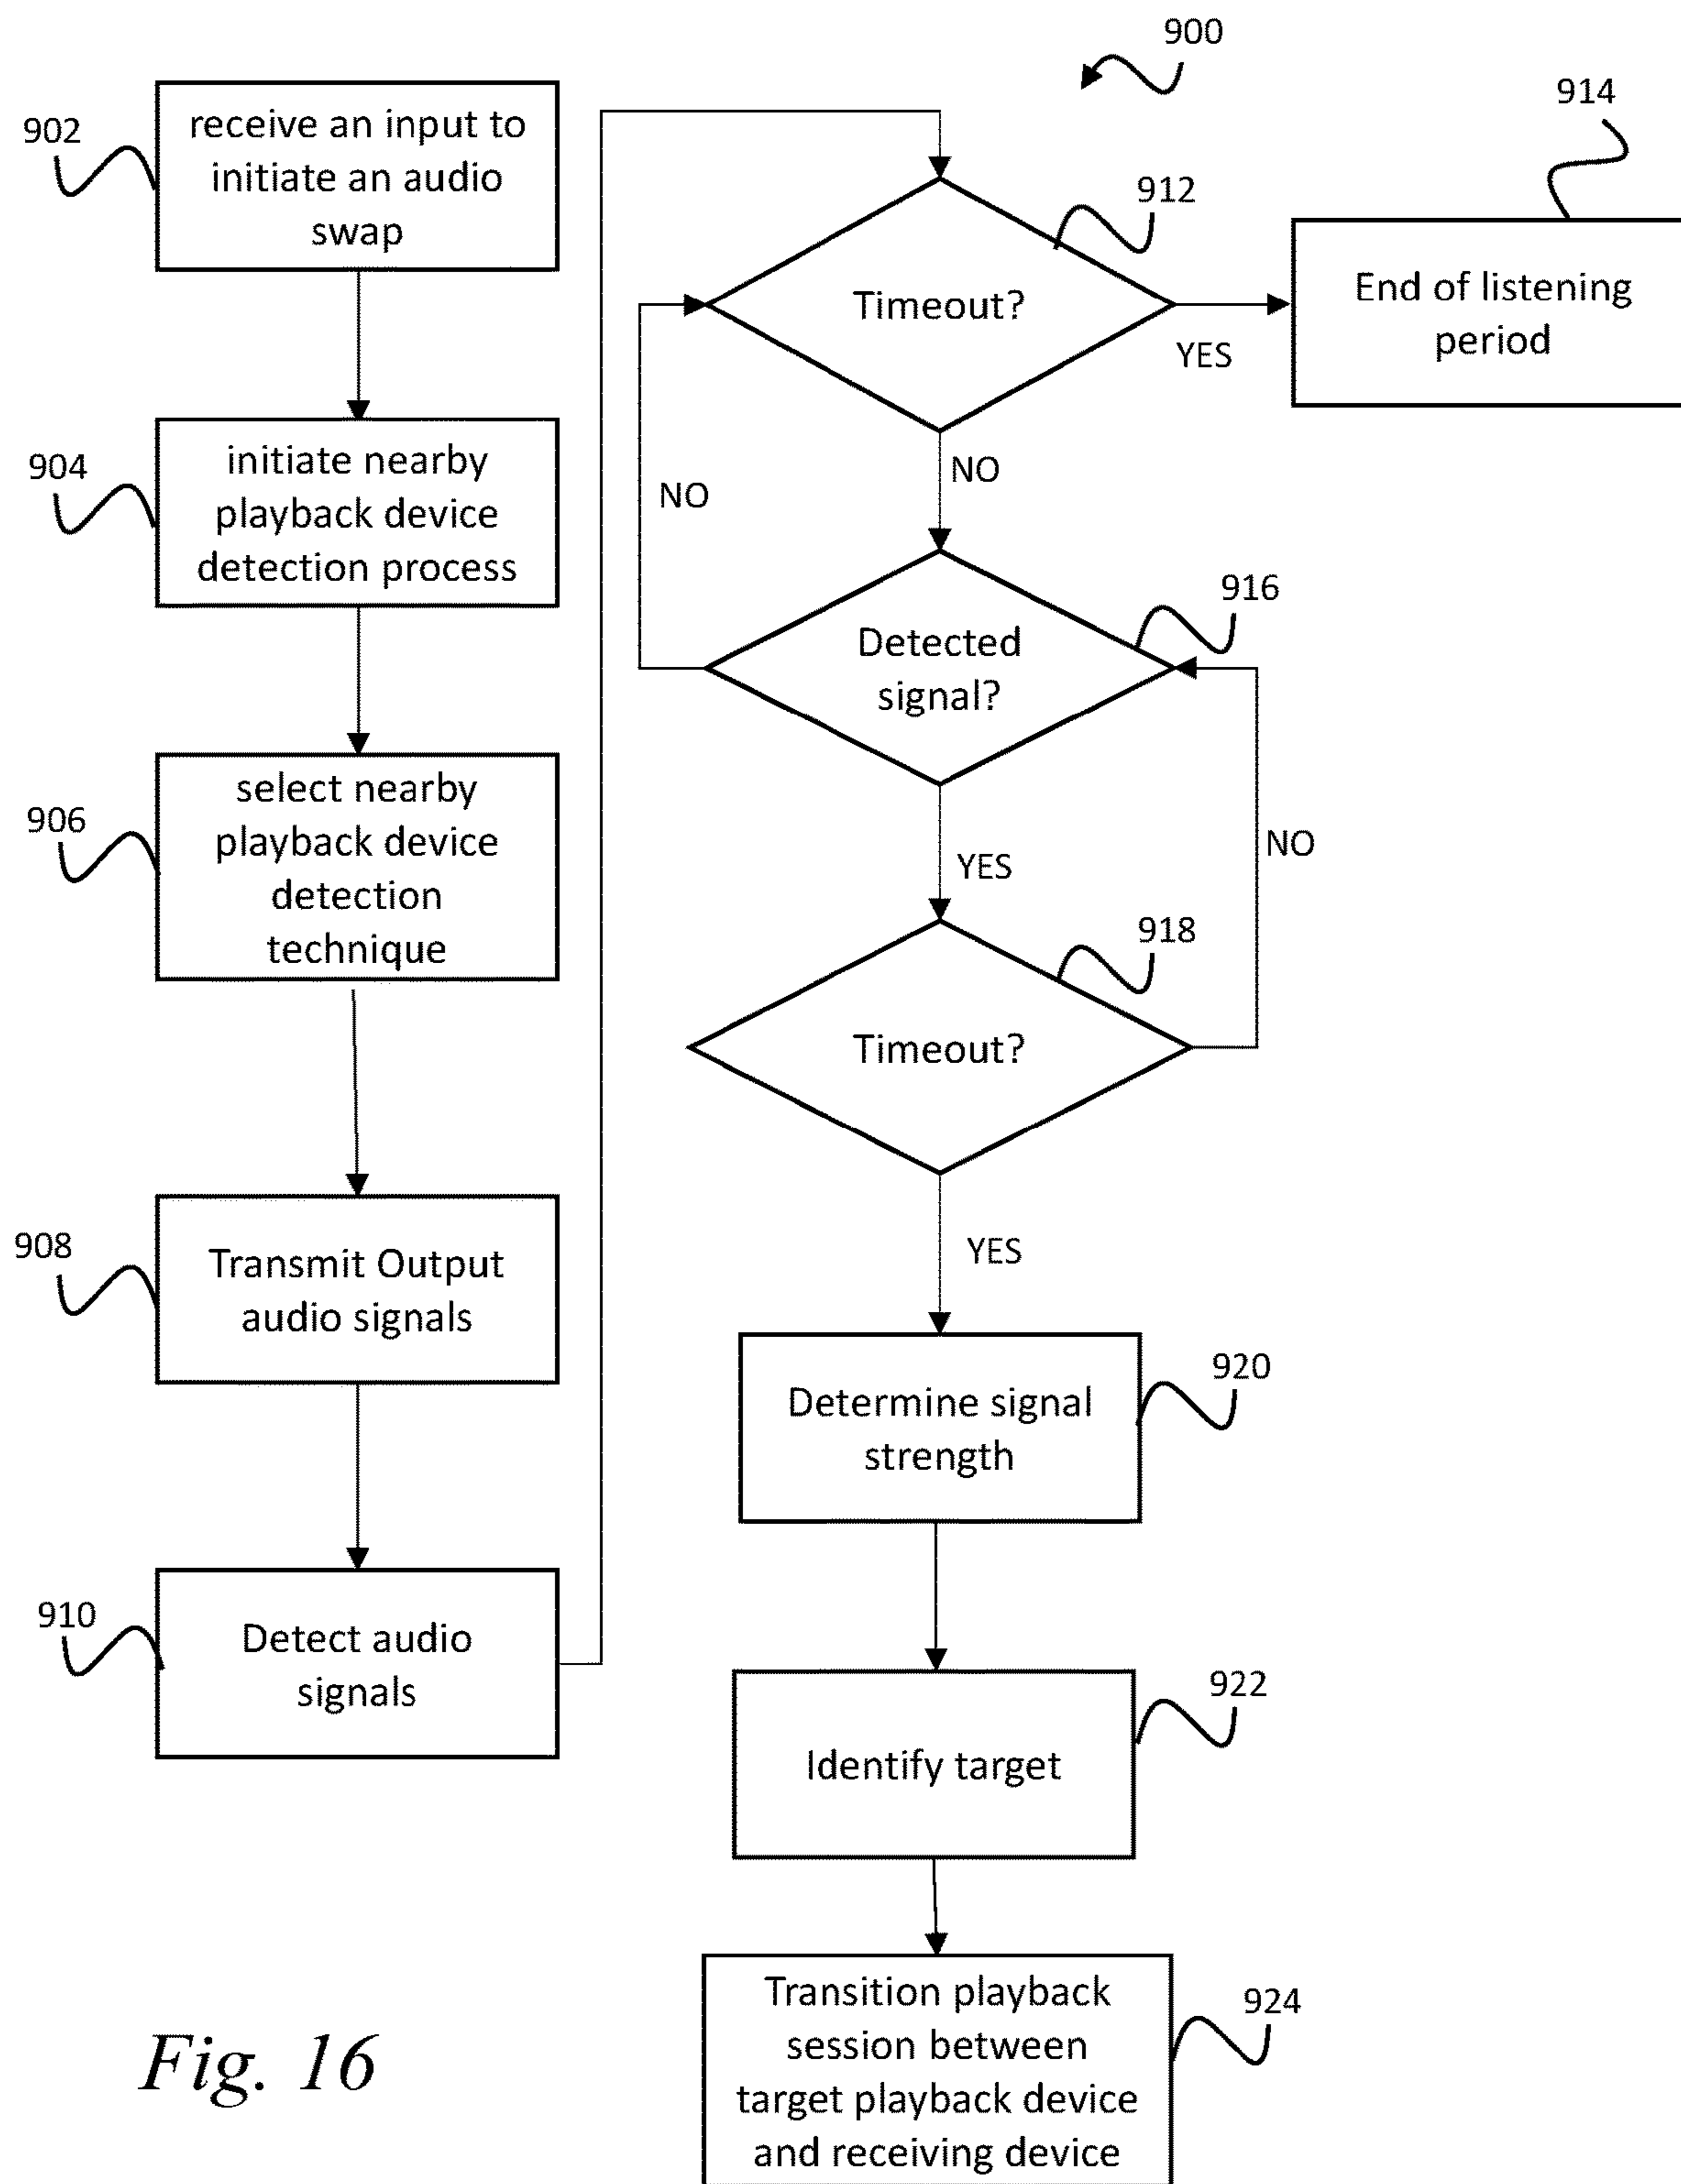 900
902
receive an input to
initiate an audio
swap
904
initiate nearby
playback device
detection process
906
select nearby
playback device
detection
technique
908
Transmit Output
audio signals
910
Detect audio
signals
912
Timeout?
YES
NO
914
End of listening
period
916
Detected
signal?
NO
YES
918
Timeout?
NO
YES
920
Determine signal
strength
922
Identify target
924
Transition playback
session between
target playback device
and receiving device
Fig. 16